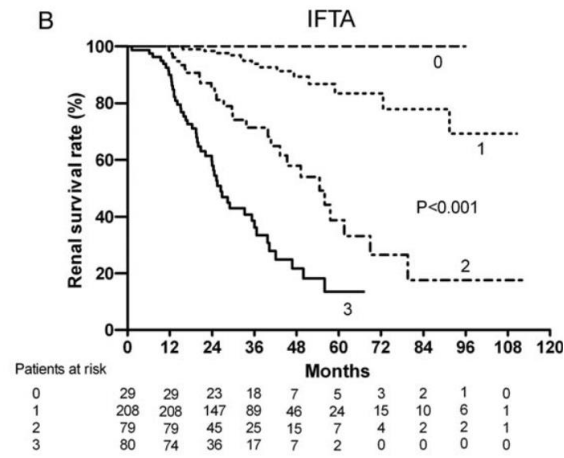 B
IFTA
Renal survival rate (%)
100
80
60
40
20
0
0
1
2
3
P<0.001
0 12 24 36 48 60 72 84 96 108 120
Months
Patients at risk
0 29 29 23 18 7 5 3 2 1 0
1 208 208 147 89 46 24 15 10 6 1
2 79 79 45 25 15 7 4 2 2 1
3 80 74 36 17 7 2 0 0 0 0